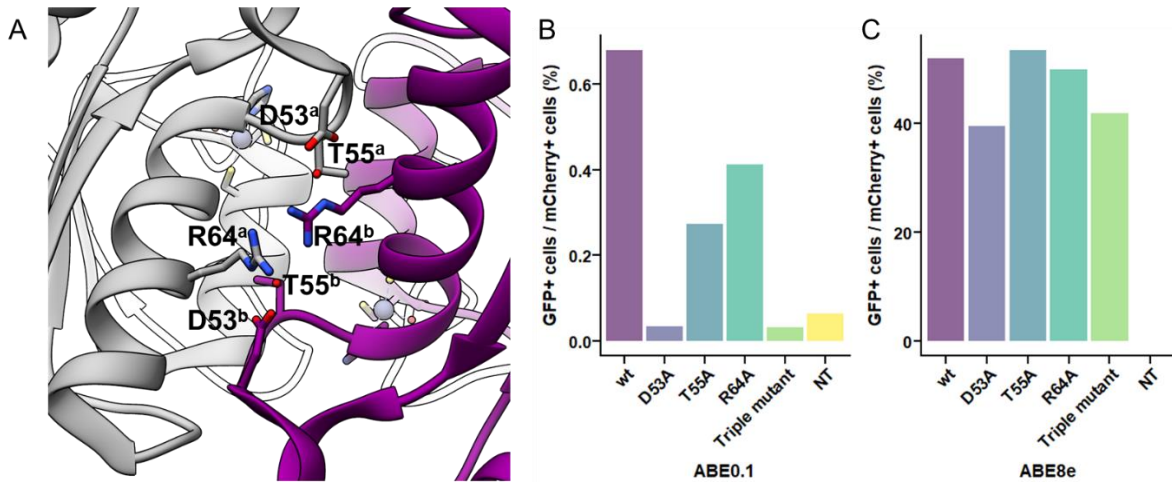 A
D53a
T55a
R64a
R64b
T55b
D53b
B
GFP+ cells / mCherry+ cells (%)
0.6
0.4
0.2
0.0
wt
D53A
T55A
R64A
Triple mutant
NT
ABE0.1
C
GFP+ cells / mCherry+ cells (%)
40
20
0
wt
D53A
T55A
R64A
Triple mutant
NT
ABE8e